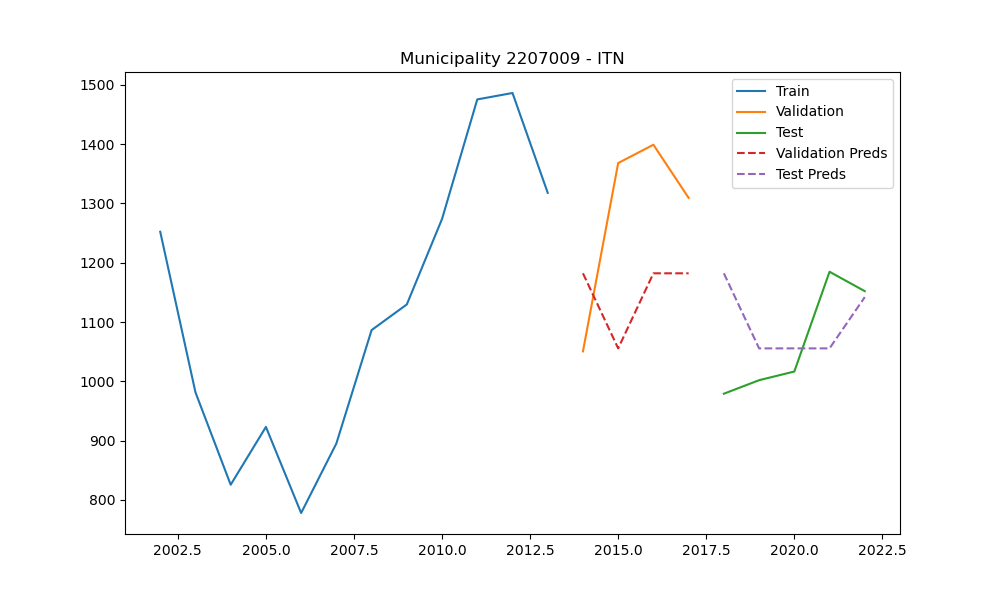 Municipality 2207009 - ITN
1500
1400
1300
1200
1100
1000
900
800
Train
Validation
Test
Validation Preds
Test Preds
2002.5 2005.0 2007.5 2010.0 2012.5 2015.0 2017.5 2020.0 2022.5